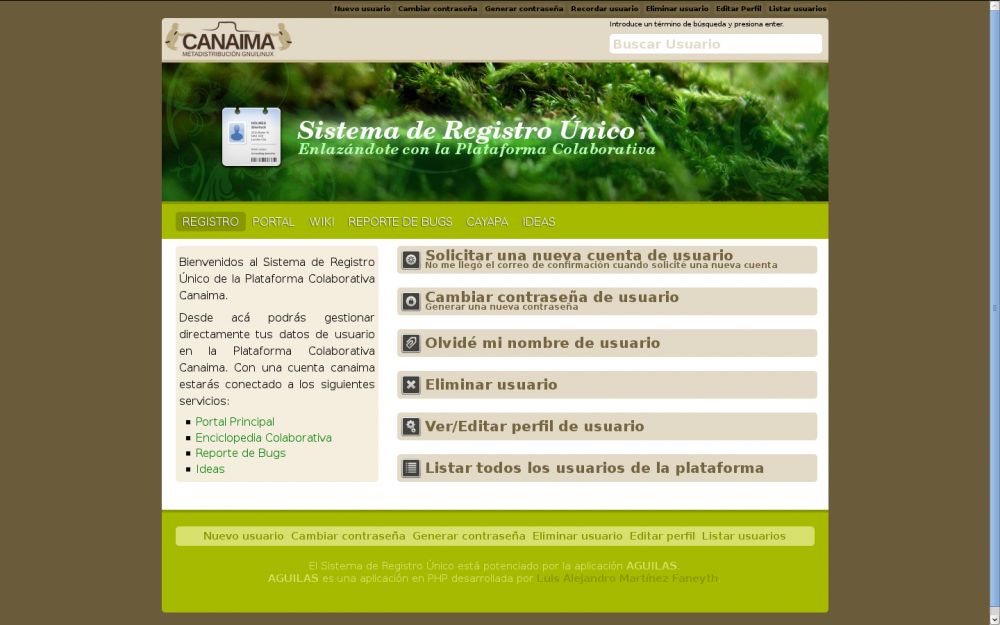 Nuevo usuario Cambiar contraseña Generar contraseña Recordar usuario Eliminar usuario Editar Perfil Listar usuarios
CANAIMA
METADISTRIBUCIÓN GNU/LINUX
Introduce un término de búsqueda y presiona enter.
Buscar Usuario
Sistema de Registro Único
Enlazándote con la Plataforma Colaborativa
REGISTRO PORTAL WIKI REPORTE DE BUGS CAYAPA IDEAS
Bienvenidos al Sistema de Registro
Único de la Plataforma Colaborativa
Canaima.
Desde acá podrás gestionar
directamente tus datos de usuario
en la Plataforma Colaborativa
Canaima. Con una cuenta canaima
estarás conectado a los siguientes
servicios:
Portal Principal
Enciclopedia Colaborativa
Reporte de Bugs
Ideas
Solicitar una nueva cuenta de usuario
No me llegó el correo de confirmación cuando solicité una nueva cuenta
Cambiar contraseña de usuario
Generar una nueva contraseña
Olvidé mi nombre de usuario
Eliminar usuario
Ver/Editar perfil de usuario
Listar todos los usuarios de la plataforma
Nuevo usuario Cambiar contraseña Generar contraseña Eliminar usuario Editar perfil Listar usuarios
El Sistema de Registro Único está potenciado por la aplicación AGUILAS.
AGUILAS es una aplicación en PHP desarrollada por Luis Alejandro Martínez Faneyth.